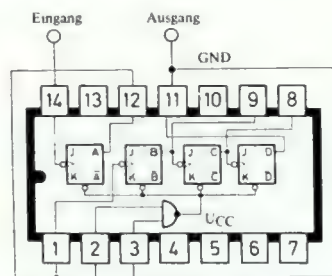 Eingang Ausgang
GND
14 13 12 11 10 9 8
J A J B J C J D
K A̅ K B̅ K C̅ K D̅
UCC
1 2 3 4 5 6 7